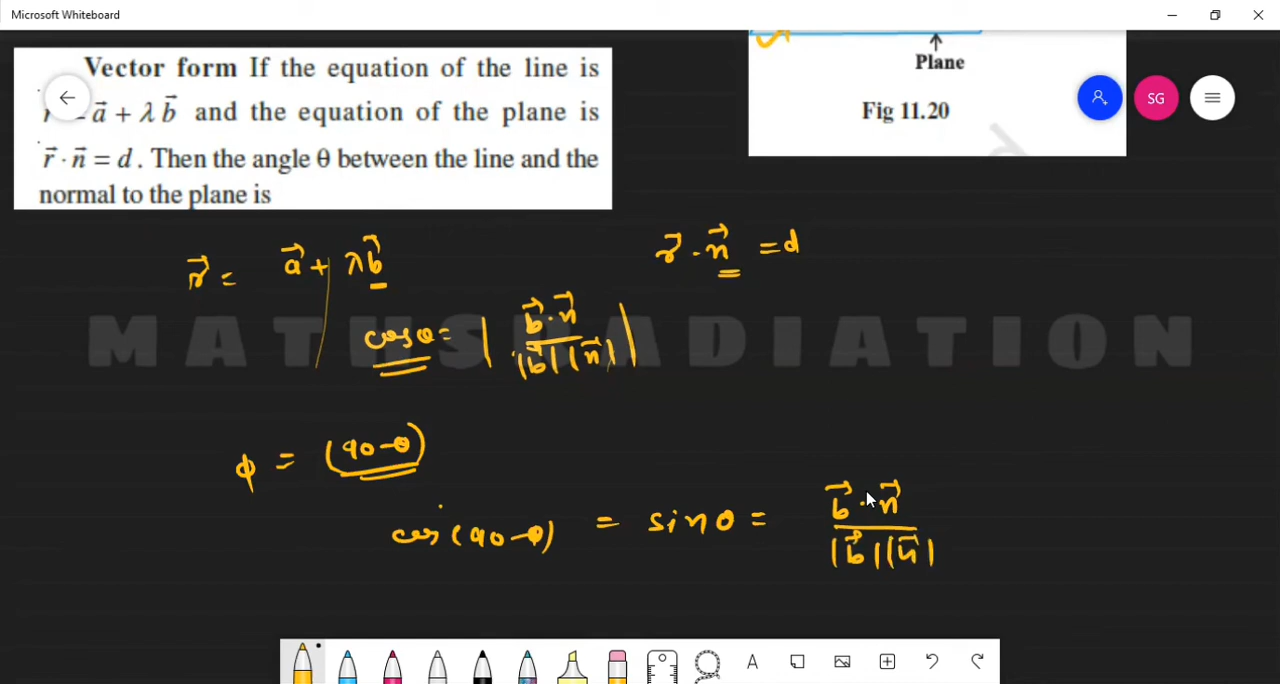 Microsoft Whiteboard
Vector form If the equation of the line is
= a⃗ + λ b⃗ and the equation of the plane is
r⃗ · n⃗ = d. Then the angle θ between the line and the
normal to the plane is
Plane
Fig 11.20
SG
r⃗ = a⃗ + λb⃗
r⃗ · n⃗ = d
MATHS RADIATION
cosθ = | b⃗ · n⃗ / |b⃗| |n⃗| |
φ = (90-θ)
cos(90-θ) = sinθ = b⃗ · n⃗ / |b⃗| |n⃗|
A